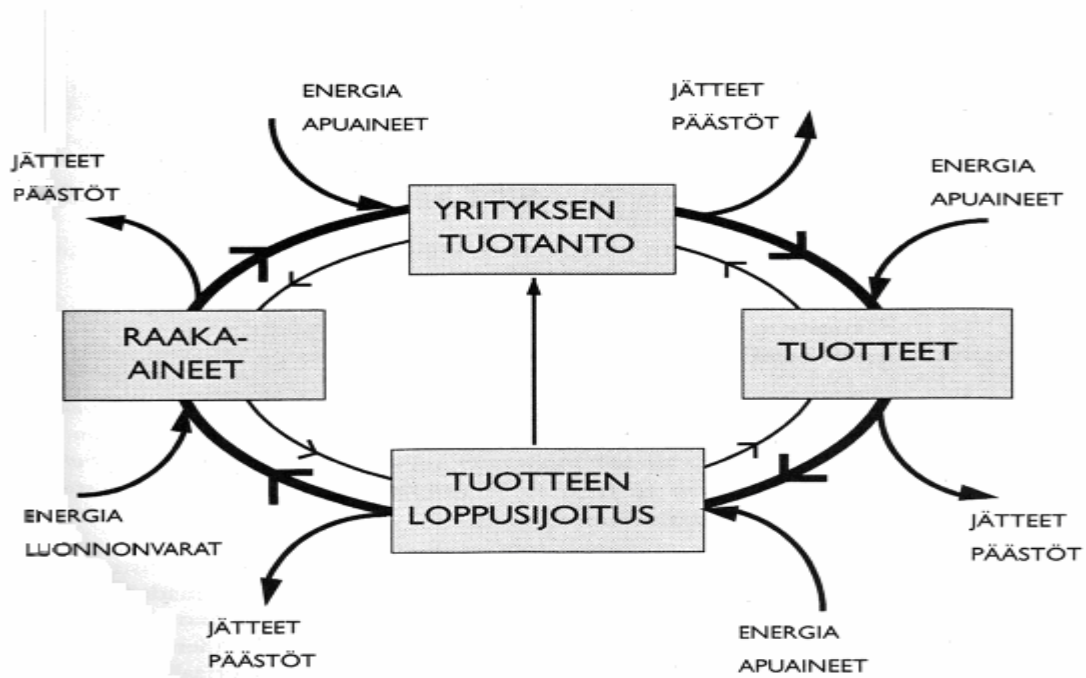 ENERGIA
APUAINEET
JÄTTEET
PÄÄSTÖT
JÄTTEET
PÄÄSTÖT
ENERGIA
APUAINEET
YRITYKSEN
TUOTANTO
RAAKA-
AINEET
TUOTTEET
TUOTTEEN
LOPPUSIJOITUS
ENERGIA
LUONNONVARAT
JÄTTEET
PÄÄSTÖT
JÄTTEET
PÄÄSTÖT
ENERGIA
APUAINEET